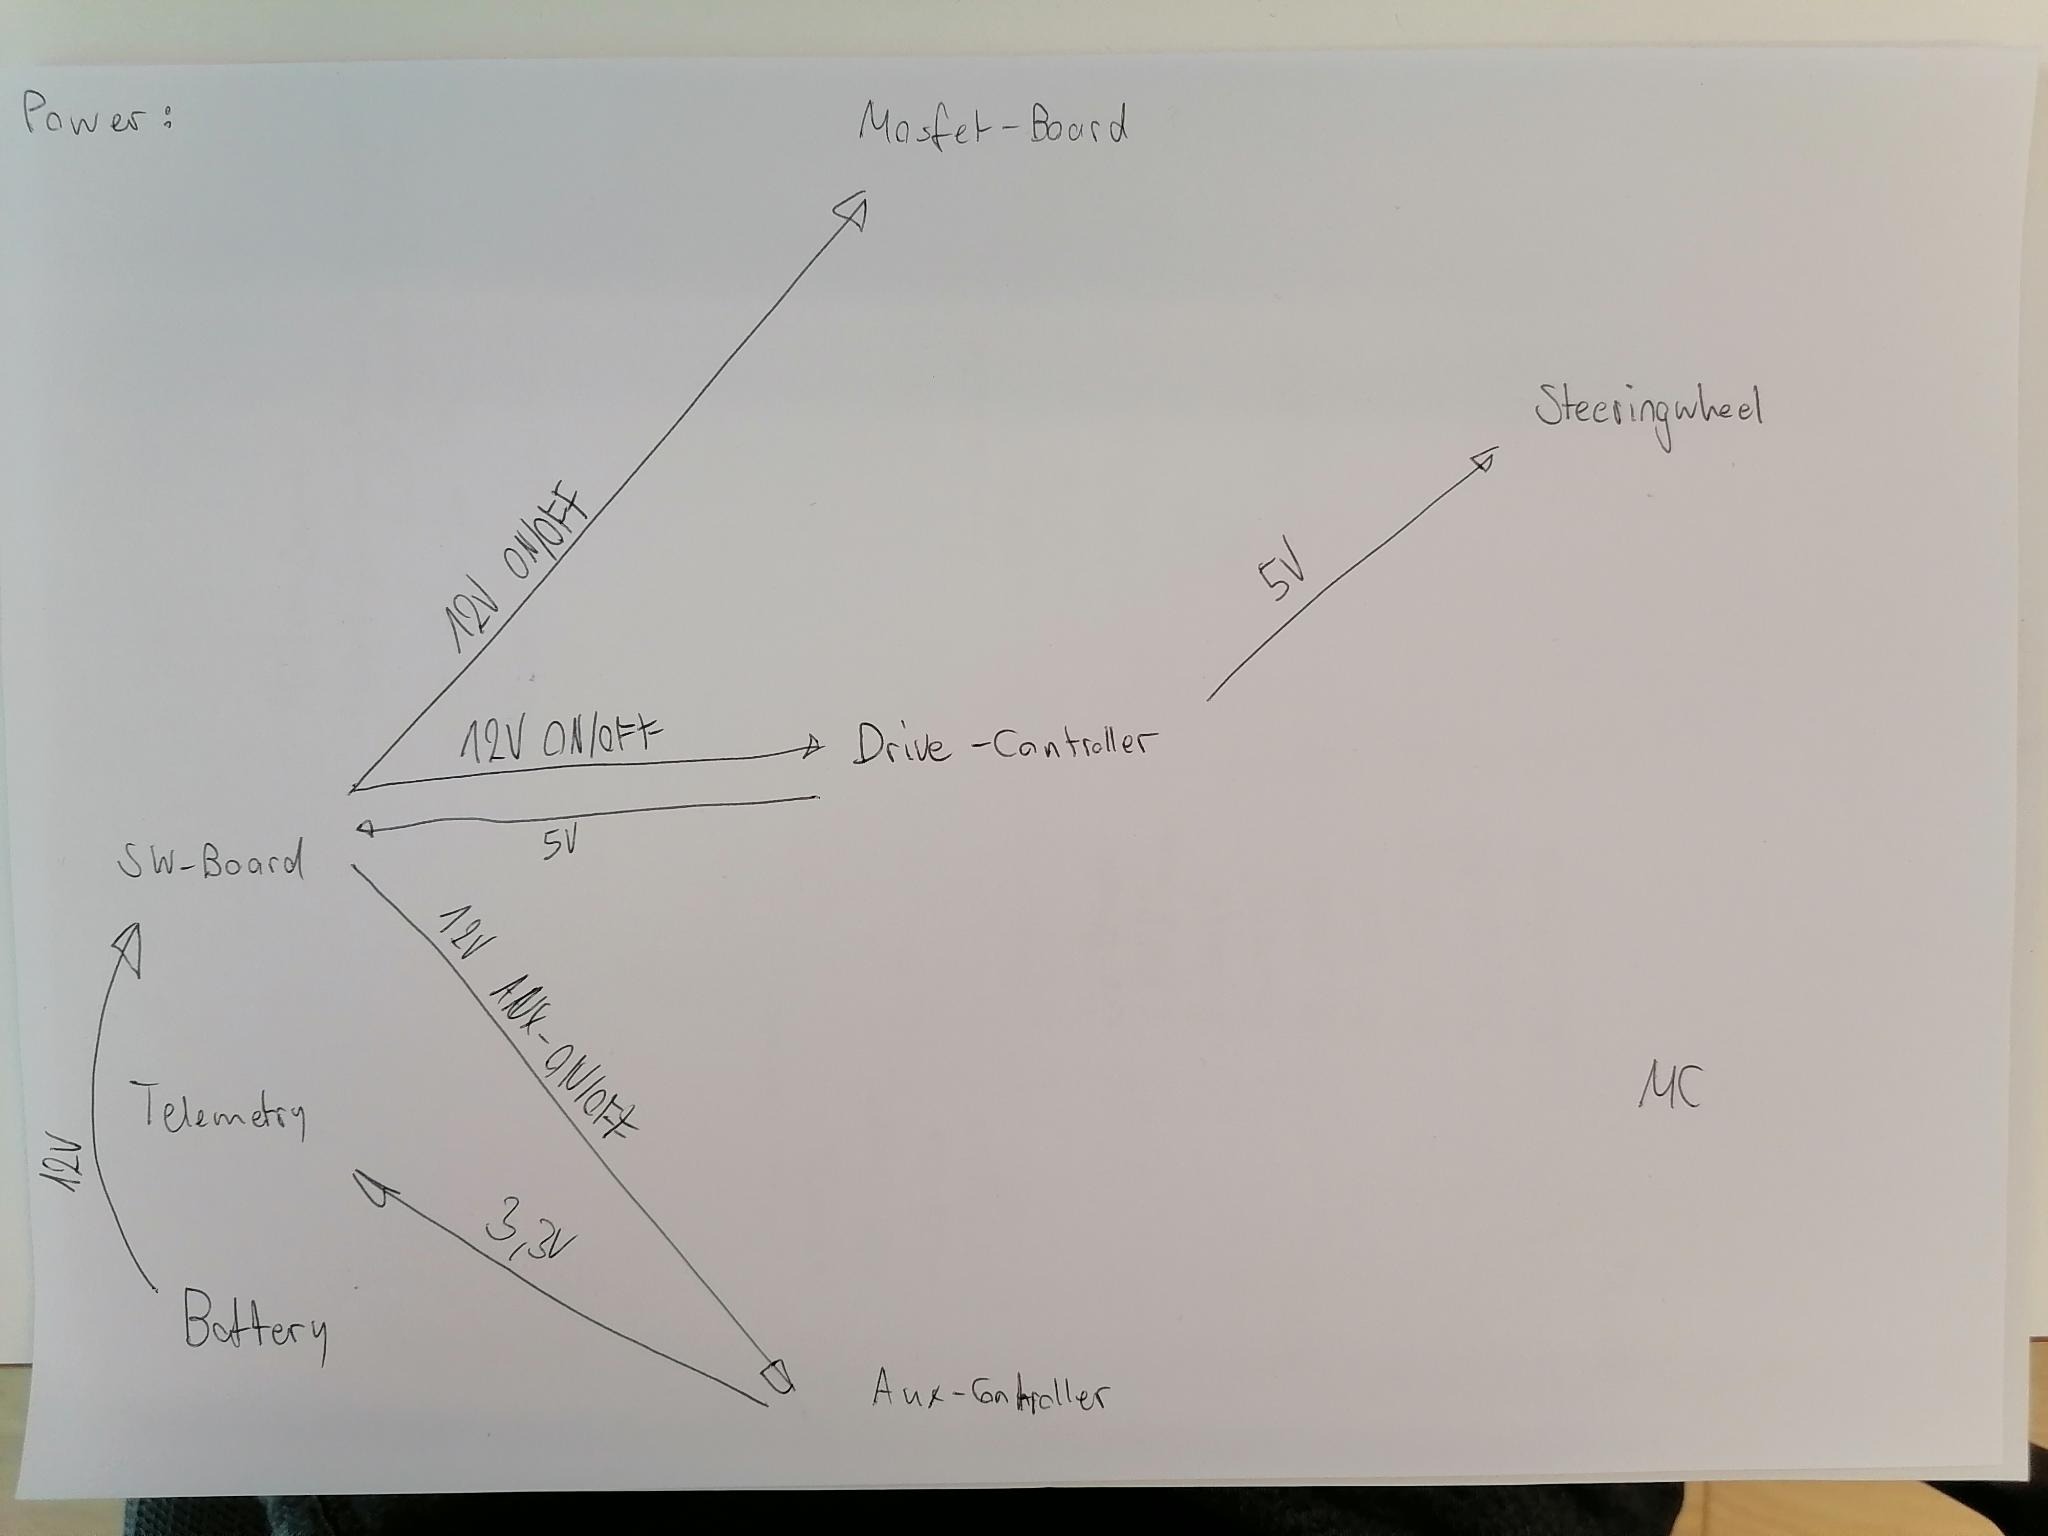 Power:
Mosfet-Board
Steeringwheel
12V ON/OFF
5V
12V ON/OFF
Drive-Controller
5V
SW-Board
12V AUX-ON/OFF
Telemetry
MC
12V
3,3V
Battery
Aux-Controller